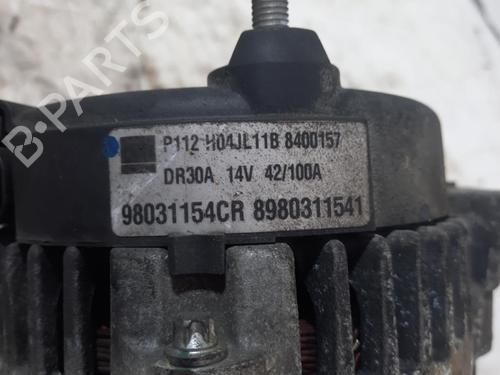 P112 H04JL11B 8400157
DR30A 14V 42/100A
98031154CR 8980311541
B-PARTS